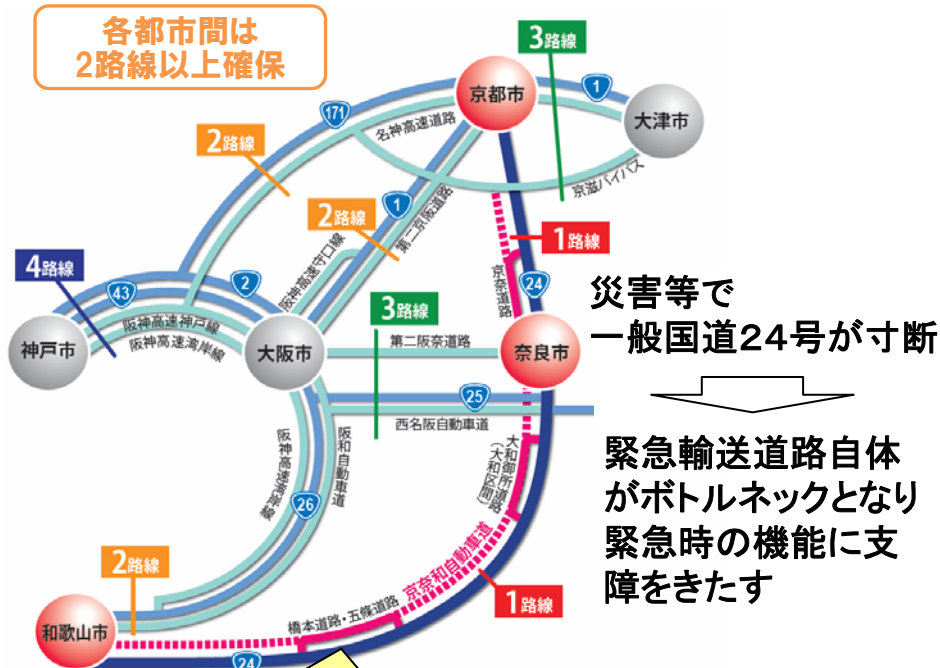 各都市間は
2路線以上確保
3路線
京都市
1
大津市
171
名神高速道路
2路線
京滋バイパス
1
2路線
第二京阪道路
1路線
阪神高速守口線
京奈道路
24
4路線
43
2
阪神高速神戸線
阪神高速湾岸線
3路線
神戸市
大阪市
第二阪奈道路
奈良市
災害等で
一般国道24号が寸断
25
西名阪自動車道
阪神高速湾岸線
阪和自動車道
大和御所道路
(大和区間)
緊急輸送道路自体
がボトルネックとなり
緊急時の機能に支
障をきたす
26
京奈和自動車道
2路線
1路線
橋本道路・五條道路
和歌山市
24